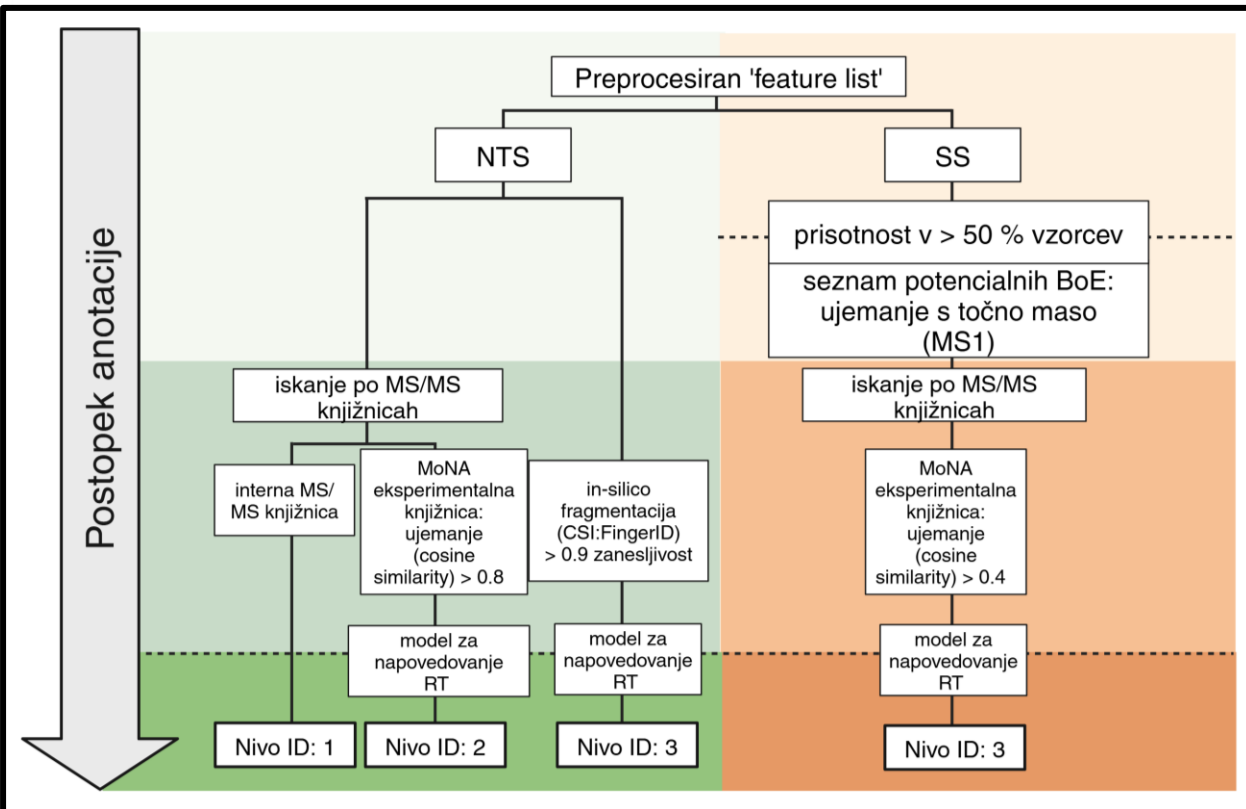 Postopek anotacije
Preprocesiran 'feature list'
NTS
SS
prisotnost v > 50 % vzorcev
seznam potencialnih BoE:
ujemanje s točno maso
(MS1)
iskanje po MS/MS
knjižnicah
iskanje po MS/MS
knjižnicah
interna MS/
MS knjižnica
MoNA
eksperimentalna
knjižnica:
ujemanje
(cosine
similarity) > 0.8
in-silico
fragmentacija
(CSI:FingerID)
> 0.9 zanesljivost
MoNA
eksperimentalna
knjižnica:
ujemanje
(cosine
similarity) > 0.4
model za
napovedovanje
RT
model za
napovedovanje
RT
model za
napovedovanje
RT
Nivo ID: 1
Nivo ID: 2
Nivo ID: 3
Nivo ID: 3